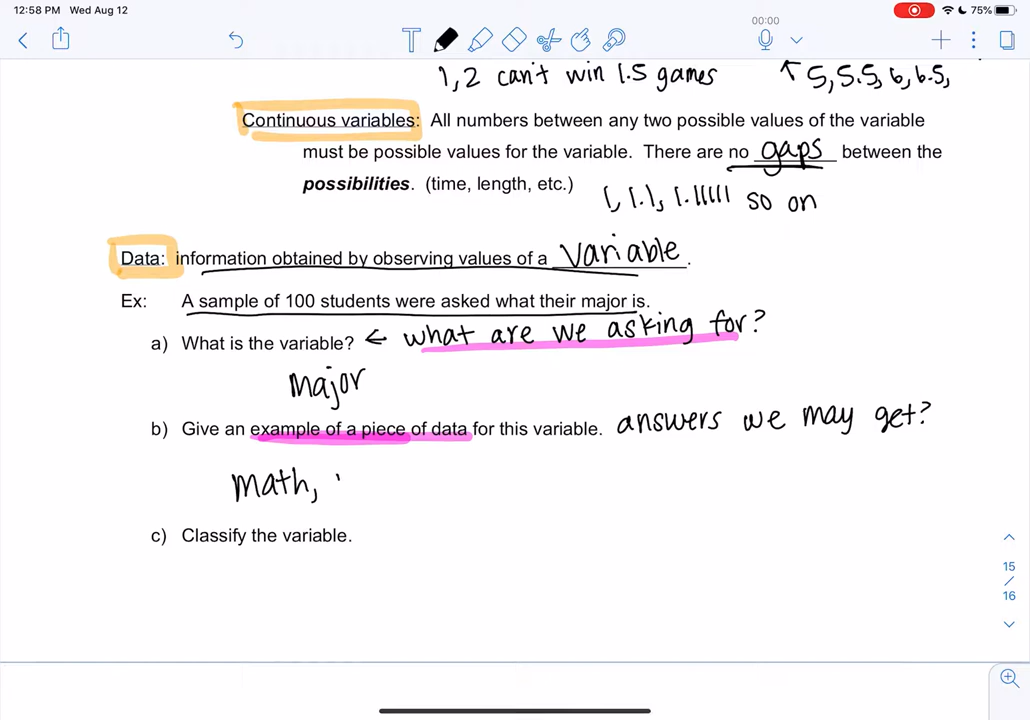 12:58 PM Wed Aug 12
75%
00:00
1, 2 can't win 1.5 games
↑ 5, 5.5, 6, 6.5,
Continuous variables: All numbers between any two possible values of the variable
must be possible values for the variable. There are no gaps between the
possibilities. (time, length, etc.)
1, 1.1, 1.11111 so on
Data: information obtained by observing values of a variable.
Ex: A sample of 100 students were asked what their major is.
a) What is the variable? ← what are we asking for?
major
b) Give an example of a piece of data for this variable. answers we may get?
math,
c) Classify the variable.
15
/
16